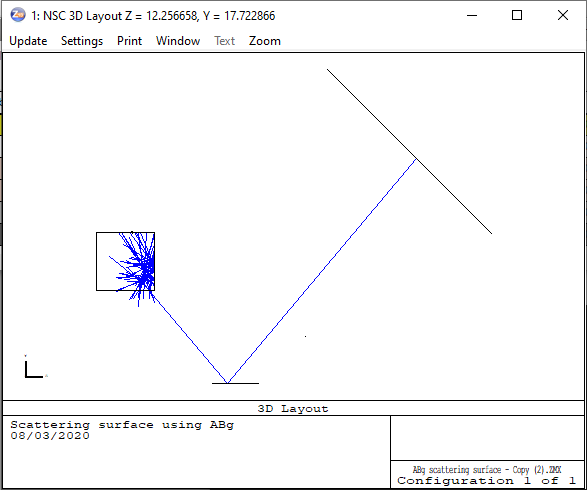 1: NSC 3D Layout Z = 12.256658, Y = 17.722866
Update Settings Print Window Text Zoom
3D Layout
Scattering surface using ABg
08/03/2020
ABg scattering surface - Copy (2).ZMX
Configuration 1 of 1